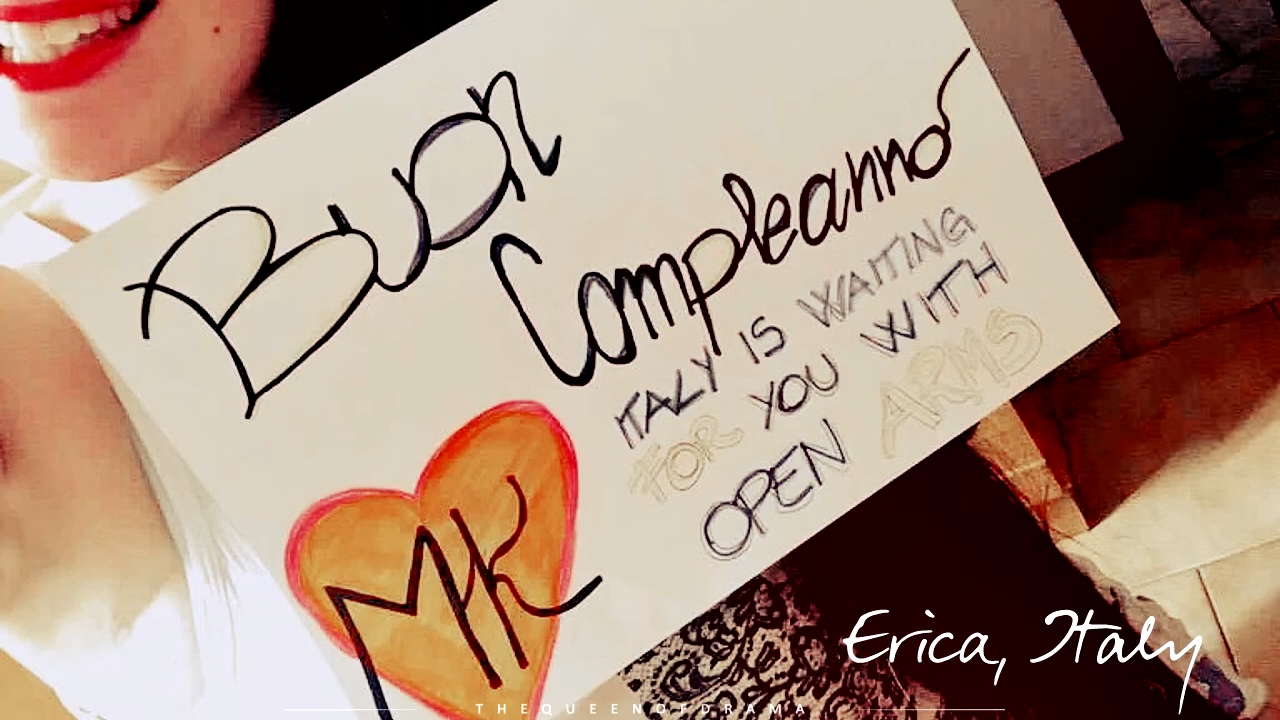 Buon
Compleanno
ITALY IS WAITING
FOR YOU WITH
OPEN ARMS
MK
Erica, Italy
THEQUEENOFDRAMA